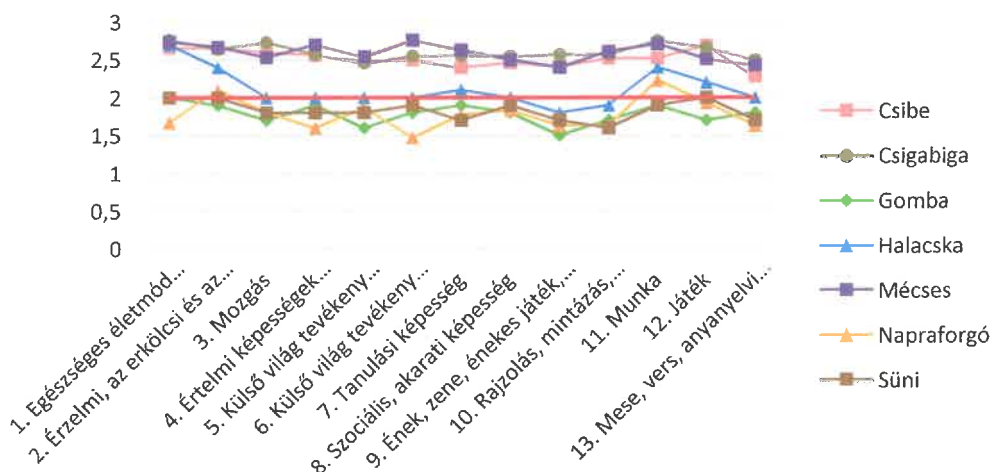 3
2,5
2
1,5
1
0,5
0
1. Egészséges életmód...
2. Érzelmi, az erkölcsi és az...
3. Mozgás
4. Értelmi képességek...
5. Külső világ tevékeny...
6. Külső világ tevékeny...
7. Tanulási képesség
8. Szociális, akarati képesség
9. Ének, zene, énekes játék,...
10. Rajzolás, mintázás,...
11. Munka
12. Játék
13. Mese, vers, anyanyelvi...
Csibe
Csigabiga
Gomba
Halacska
Mécses
Napraforgó
Süni